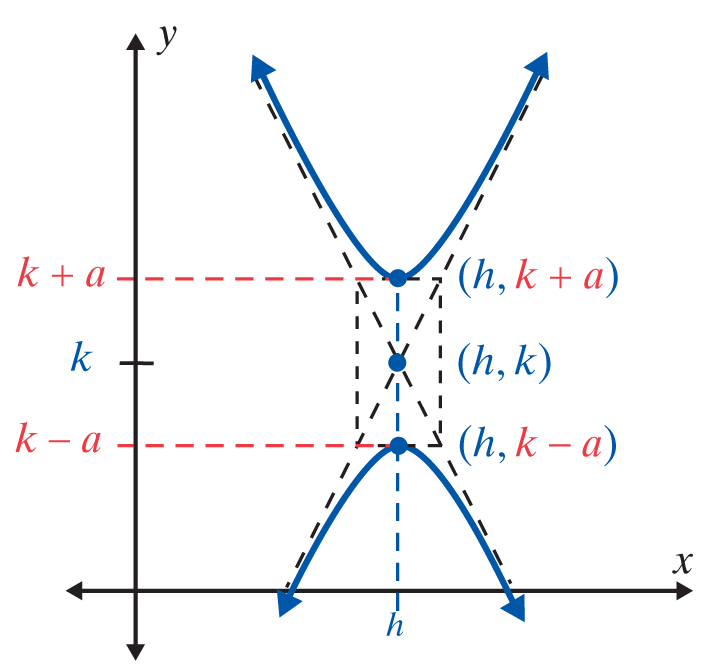 y
k + a
(h, k + a)
k
(h, k)
k − a
(h, k − a)
x
h